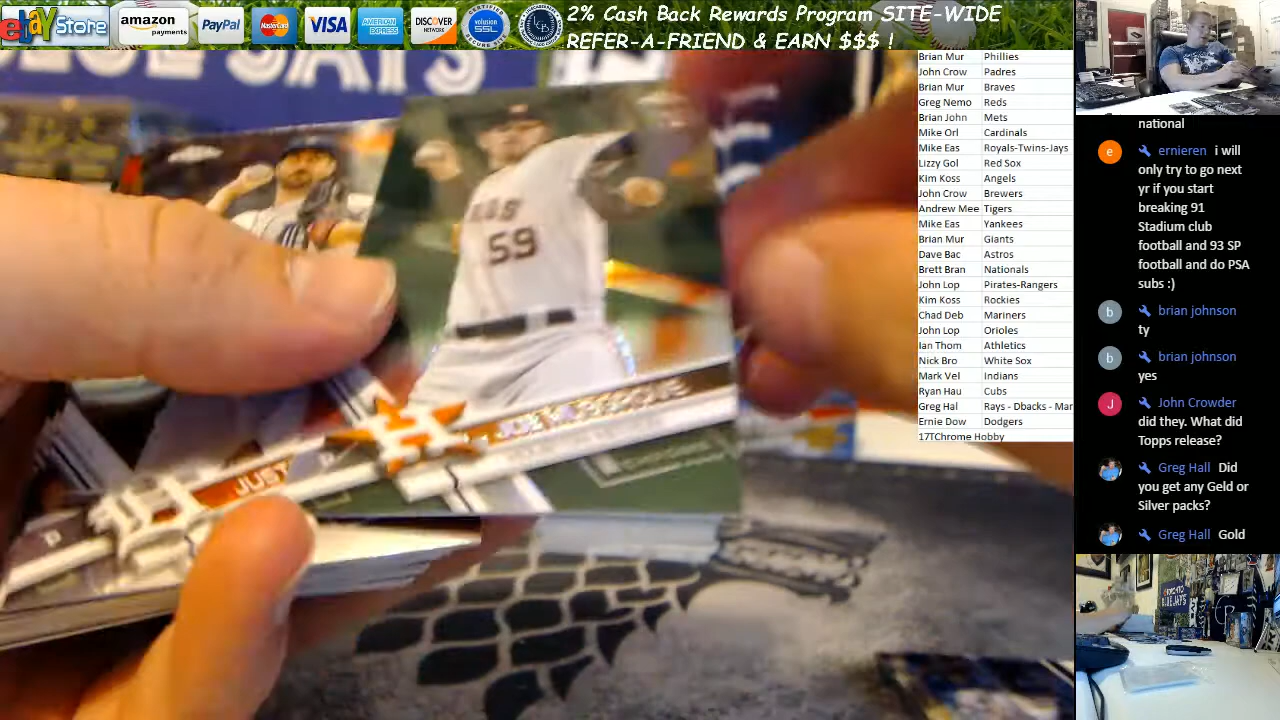 ebay Store
amazon
payments
PayPal
MasterCard
VISA
AMERICAN
EXPRESS
DISCOVER
NETWORK
volusion
SSL
2% Cash Back Rewards Program SITE-WIDE
REFER-A-FRIEND & EARN $$$ !
BLUE JAYS
59
JUST
Brian Mur Phillies
John Crow Padres
Brian Mur Braves
Greg Nemo Reds
Brian John Mets
Mike Orl Cardinals
Mike Eas Royals-Twins-Jays
Lizzy Gol Red Sox
Kim Koss Angels
John Crow Brewers
Andrew Mee Tigers
Mike Eas Yankees
Brian Mur Giants
Dave Bac Astros
Brett Bran Nationals
John Lop Pirates-Rangers
Kim Koss Rockies
Chad Deb Mariners
John Lop Orioles
Ian Thom Athletics
Nick Bro White Sox
Mark Vel Indians
Ryan Hau Cubs
Greg Hal Rays - Dbacks - Mar
Ernie Dow Dodgers
17TChrome Hobby
national
e ernieren i will
only try to go next
yr if you start
breaking 91
Stadium club
football and 93 SP
football and do PSA
subs :)
b brian johnson
ty
b brian johnson
yes
J John Crowder
did they. What did
Topps release?
Greg Hall Did
you get any Geld or
Silver packs?
Greg Hall Gold
BLUE JAYS